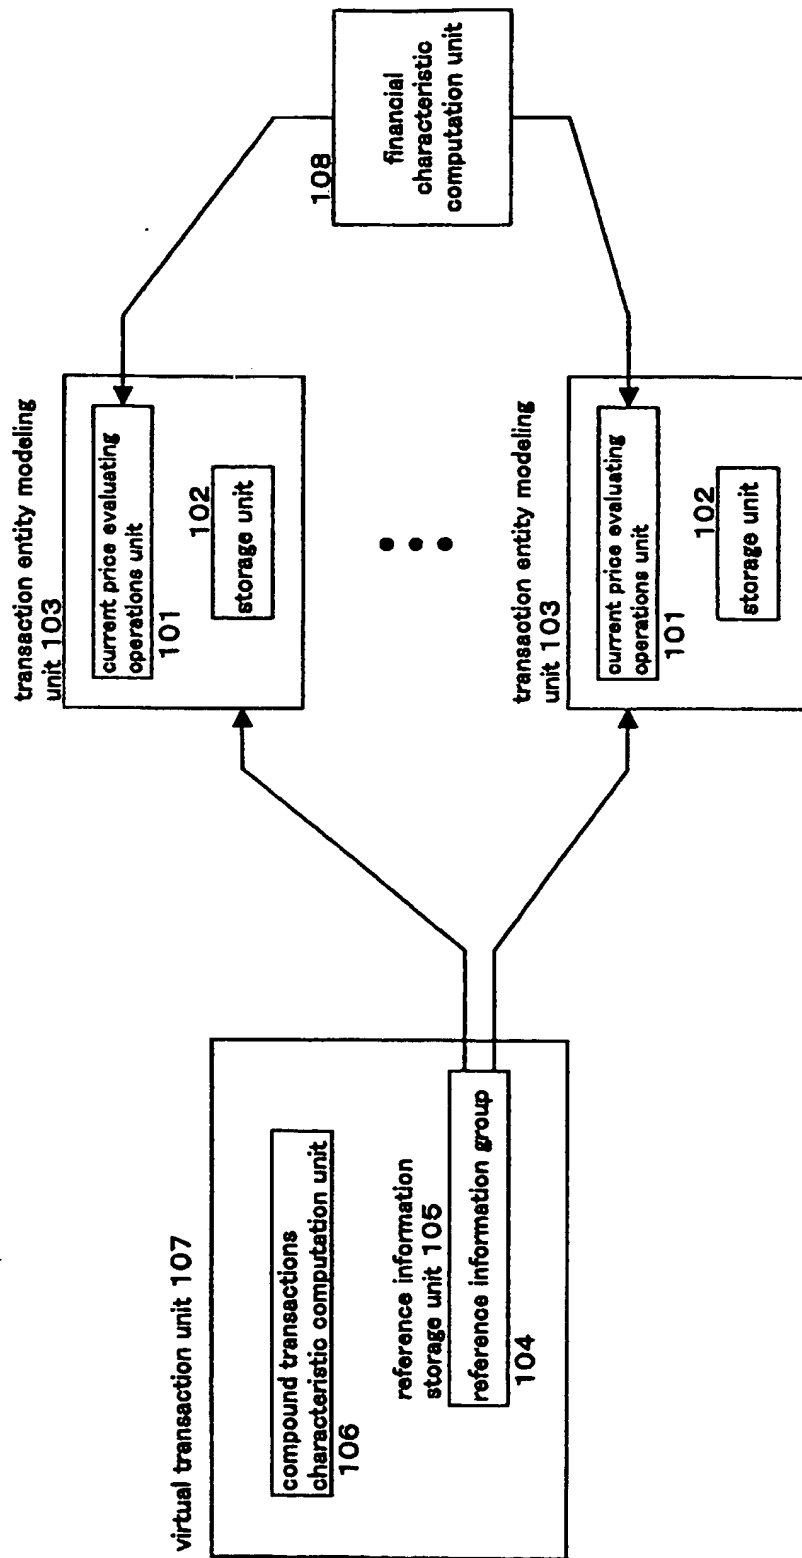 virtual transaction unit 107
compound transactions
characteristic computation unit
106
reference information
storage unit 105
reference information group
104
transaction entity modeling
unit 103
current price evaluating
operations unit
101
102
storage unit
transaction entity modeling
unit 103
current price evaluating
operations unit
101
102
storage unit
108
financial
characteristic
computation unit